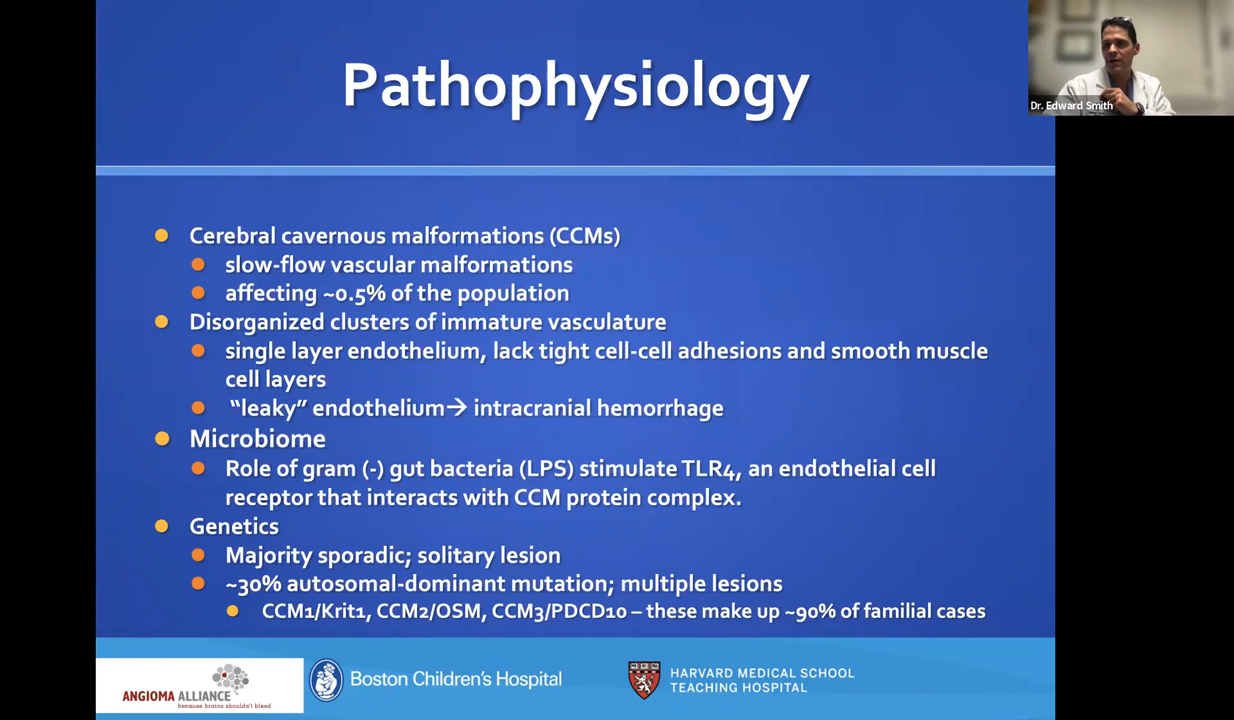 Pathophysiology
Dr. Edward Smith
Cerebral cavernous malformations (CCMs)
slow-flow vascular malformations
affecting ~0.5% of the population
Disorganized clusters of immature vasculature
single layer endothelium, lack tight cell-cell adhesions and smooth muscle
cell layers
“leaky” endothelium→ intracranial hemorrhage
Microbiome
Role of gram (-) gut bacteria (LPS) stimulate TLR4, an endothelial cell
receptor that interacts with CCM protein complex.
Genetics
Majority sporadic; solitary lesion
~30% autosomal-dominant mutation; multiple lesions
CCM1/Krit1, CCM2/OSM, CCM3/PDCD10 – these make up ~90% of familial cases
ANGIOMA ALLIANCE
because brains shouldn't bleed
Boston Children's Hospital
HARVARD MEDICAL SCHOOL
TEACHING HOSPITAL